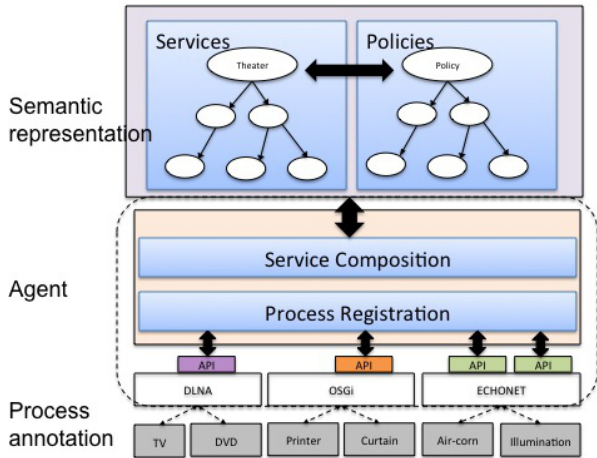 Services
Policies
Theater
Policy
Semantic
representation
Agent
Service Composition
Process Registration
API
API
API
API
DLNA
OSGi
ECHONET
Process
annotation
TV
DVD
Printer
Curtain
Air-corn
Illumination